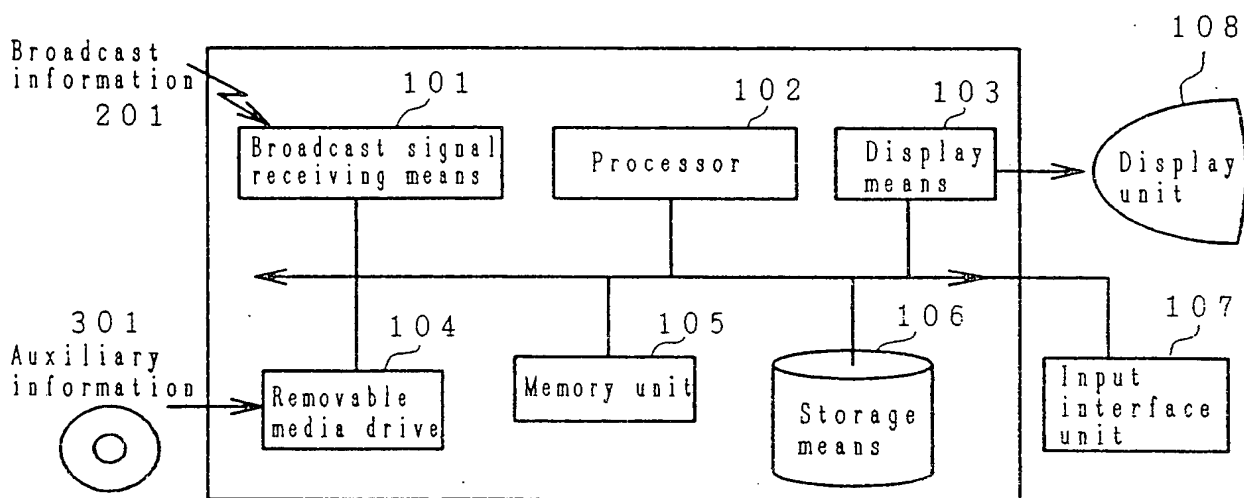 Broadcast
information
201
101
Broadcast signal
receiving means
102
Processor
103
Display
means
108
Display
unit
301
Auxiliary
information
104
Removable
media drive
105
Memory unit
106
Storage
means
107
Input
interface
unit